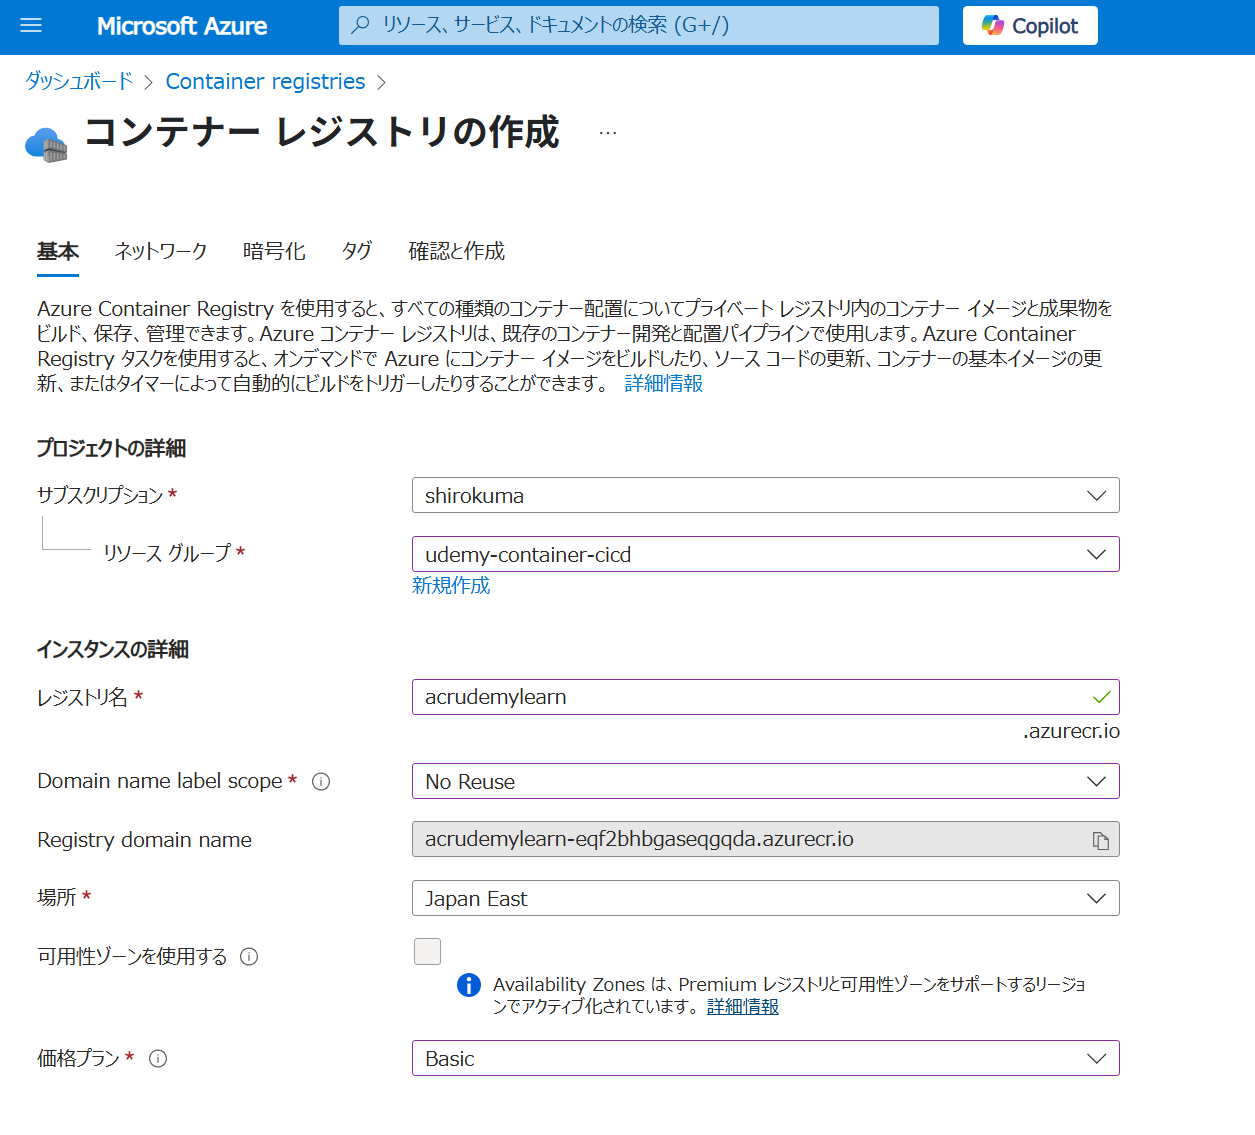 Microsoft Azure
リソース、サービス、ドキュメントの検索 (G+/)
Copilot
ダッシュボード > Container registries >
コンテナー レジストリの作成 ...
基本 ネットワーク 暗号化 タグ 確認と作成
Azure Container Registry を使用すると、すべての種類のコンテナー配置についてプライベート レジストリ内のコンテナー イメージと成果物を
ビルド、保存、管理できます。Azure コンテナー レジストリは、既存のコンテナー開発と配置パイプラインで使用します。Azure Container
Registry タスクを使用すると、オンデマンドで Azure にコンテナー イメージをビルドしたり、ソース コードの更新、コンテナーの基本イメージの更
新、またはタイマーによって自動的にビルドをトリガーしたりすることができます。 詳細情報
プロジェクトの詳細
サブスクリプション *
shirokuma
リソース グループ *
udemy-container-cicd
新規作成
インスタンスの詳細
レジストリ名 *
acrudemylearn
.azurecr.io
Domain name label scope *
No Reuse
Registry domain name
acrudemylearn-eqf2bhbgaseqgqda.azurecr.io
場所 *
Japan East
可用性ゾーンを使用する
Availability Zones は、Premium レジストリと可用性ゾーンをサポートするリージョ
ンでアクティブ化されています。 詳細情報
価格プラン *
Basic